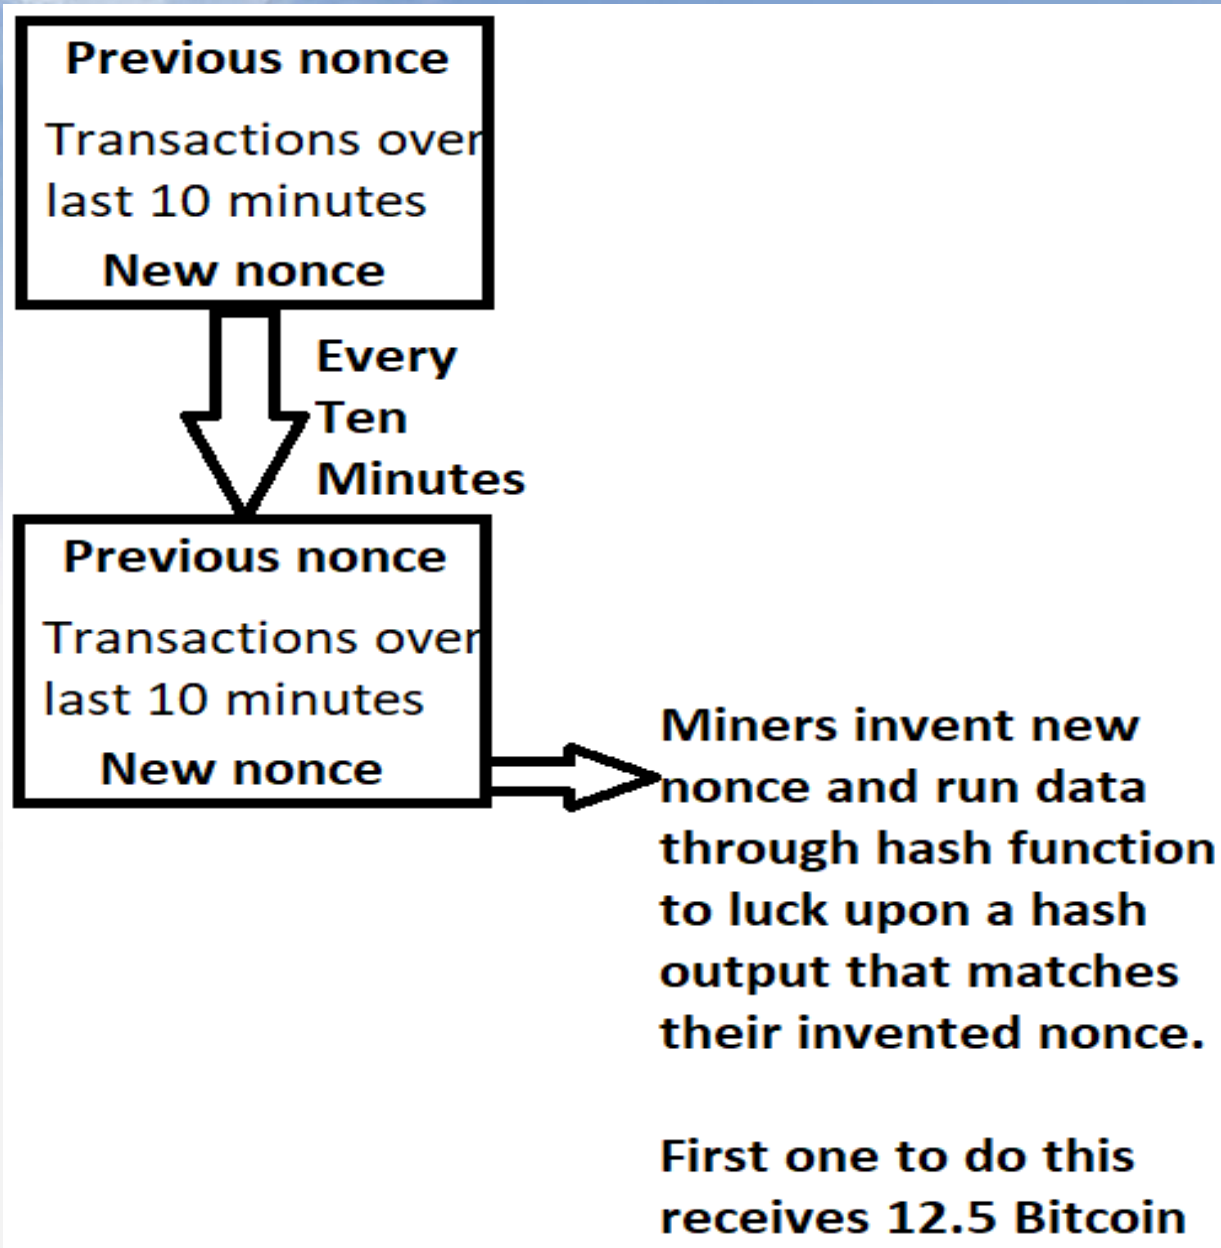 Previous nonce
Transactions over
last 10 minutes
New nonce
Every
Ten
Minutes
Previous nonce
Transactions over
last 10 minutes
New nonce
Miners invent new
nonce and run data
through hash function
to luck upon a hash
output that matches
their invented nonce.
First one to do this
receives 12.5 Bitcoin